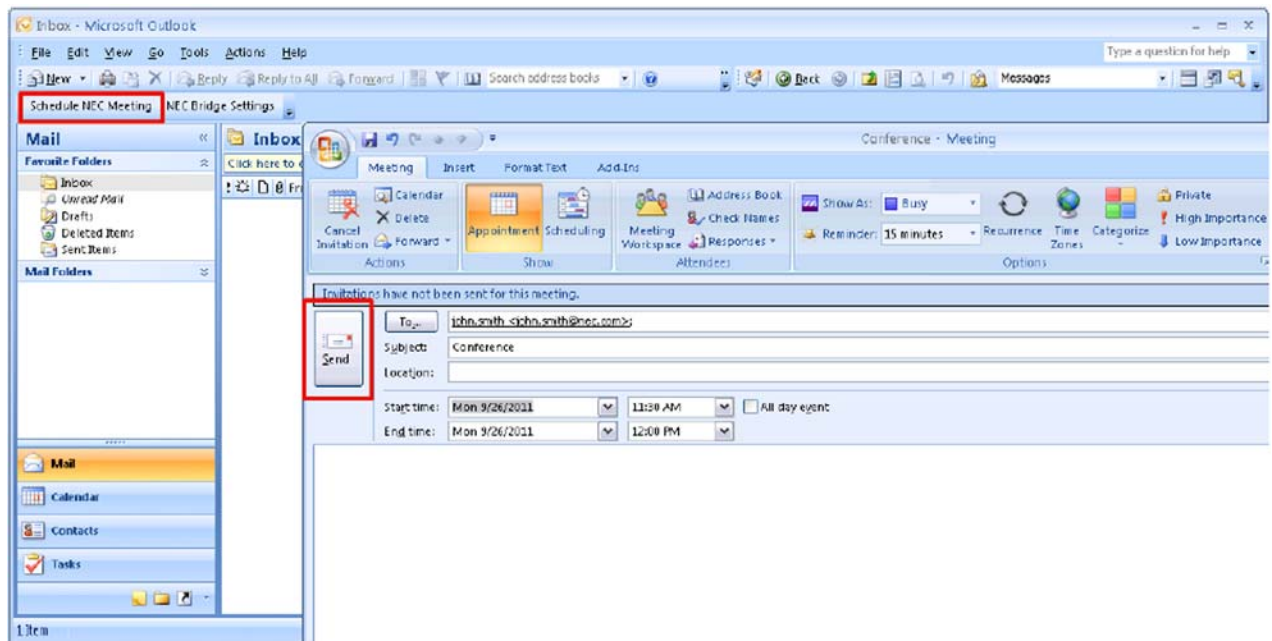 Inbox - Microsoft Outlook
File Edit View Go Tools Actions Help
Type a question for help
New Reply Reply to All Forward Search address books Back Messages
Schedule NEC Meeting NEC Bridge Settings
Mail
Favorite Folders
Inbox
Unread Mail
Drafts
Deleted Items
Sent Items
Mail Folders
Mail
Calendar
Contacts
Tasks
1 Item
Inbox
Click here to
Conference - Meeting
Meeting Insert Format Text Add-Ins
Cancel Invitation
Calendar
Delete
Forward
Actions
Appointment Scheduling
Show
Meeting Workspace
Address Book
Check Names
Responses
Attendees
Show As: Busy
Reminder: 15 minutes
Recurrence
Time Zones
Categorize
Options
Private
High Importance
Low Importance
Invitations have not been sent for this meeting.
Send
To... john.smith <john.smith@nec.com>;
Subject: Conference
Location:
Start time: Mon 9/26/2011 11:30 AM All day event
End time: Mon 9/26/2011 12:00 PM